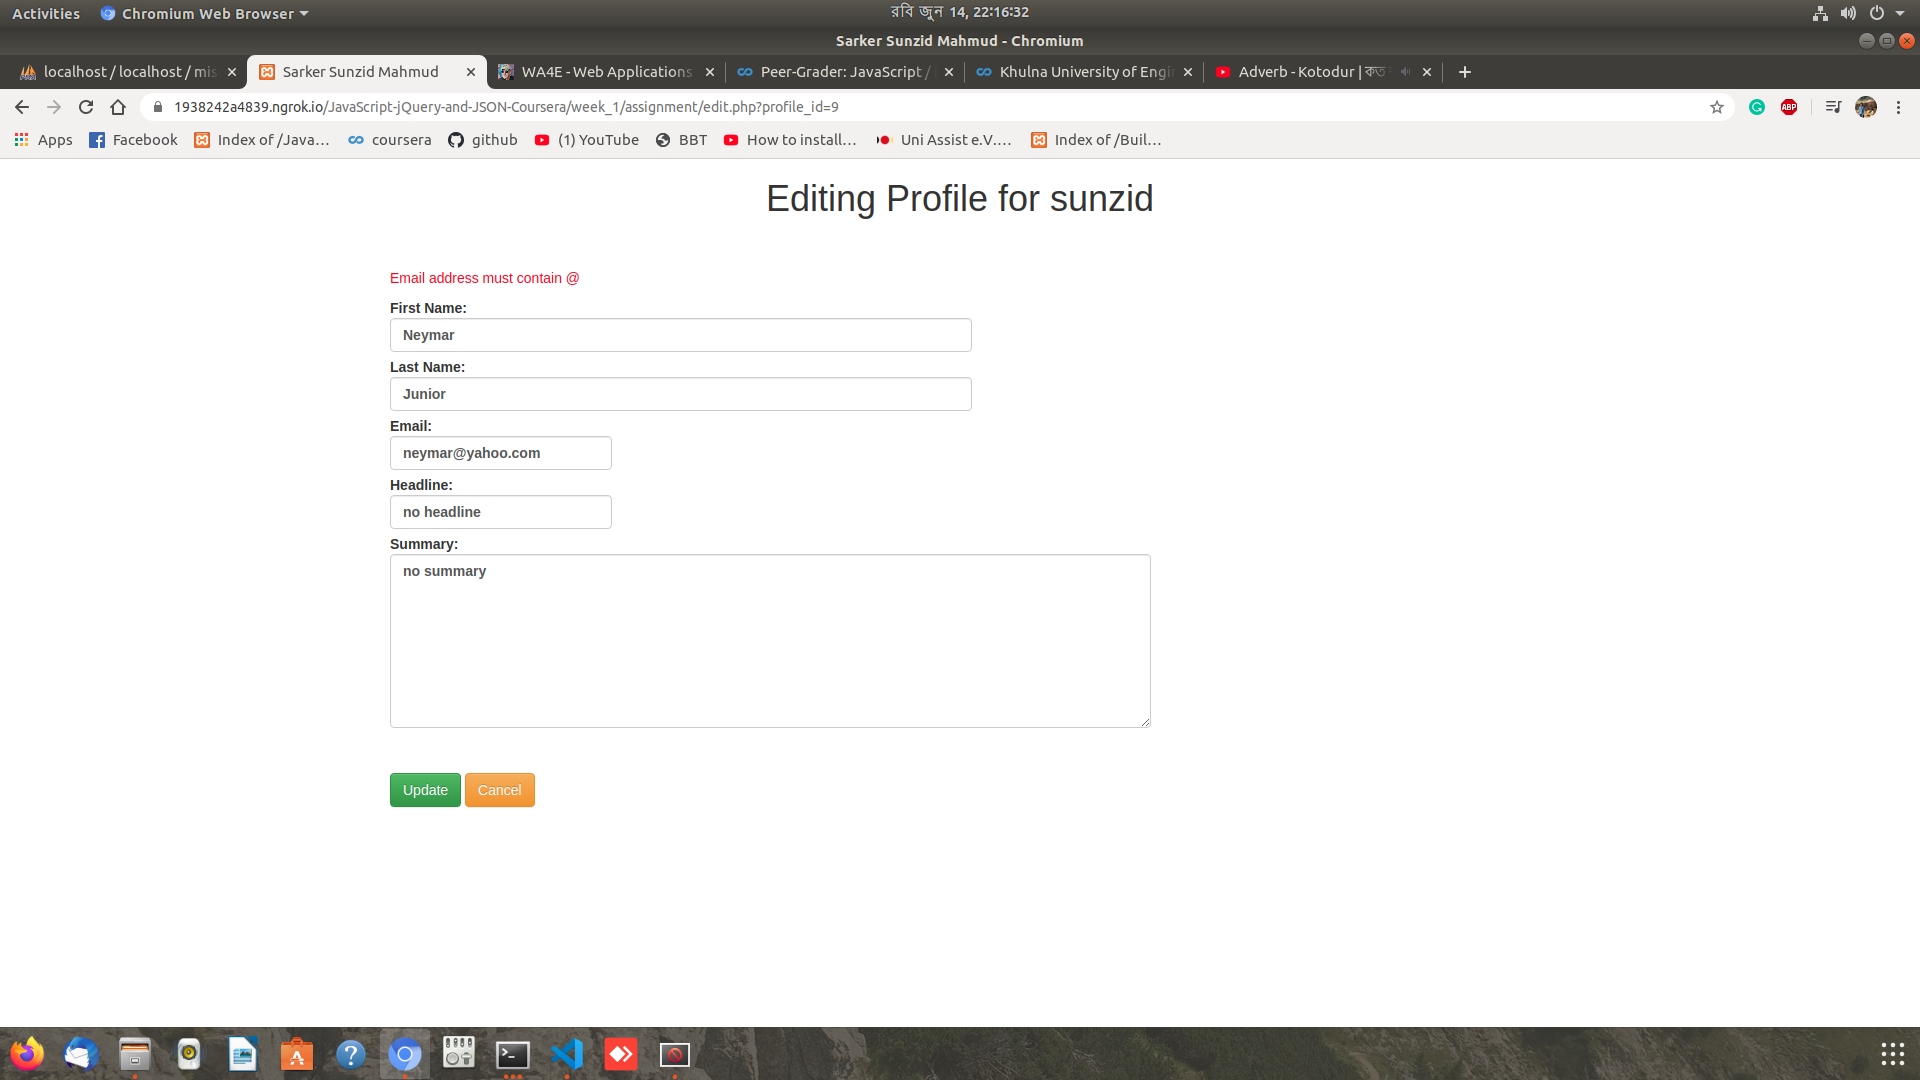 Activities
Chromium Web Browser
রবি জুন 14, 22:16:32
Sarker Sunzid Mahmud - Chromium
localhost / localhost / mis
Sarker Sunzid Mahmud
WA4E - Web Applications
Peer-Grader: JavaScript /
Khulna University of Engi
Adverb - Kotodur | কত
1938242a4839.ngrok.io/JavaScript-jQuery-and-JSON-Coursera/week_1/assignment/edit.php?profile_id=9
ABP
Apps
Facebook
Index of /Java…
coursera
github
(1) YouTube
BBT
How to install…
Uni Assist e.V.…
Index of /Buil…
Editing Profile for sunzid
Email address must contain @
First Name:
Neymar
Last Name:
Junior
Email:
neymar@yahoo.com
Headline:
no headline
Summary:
no summary
Update
Cancel